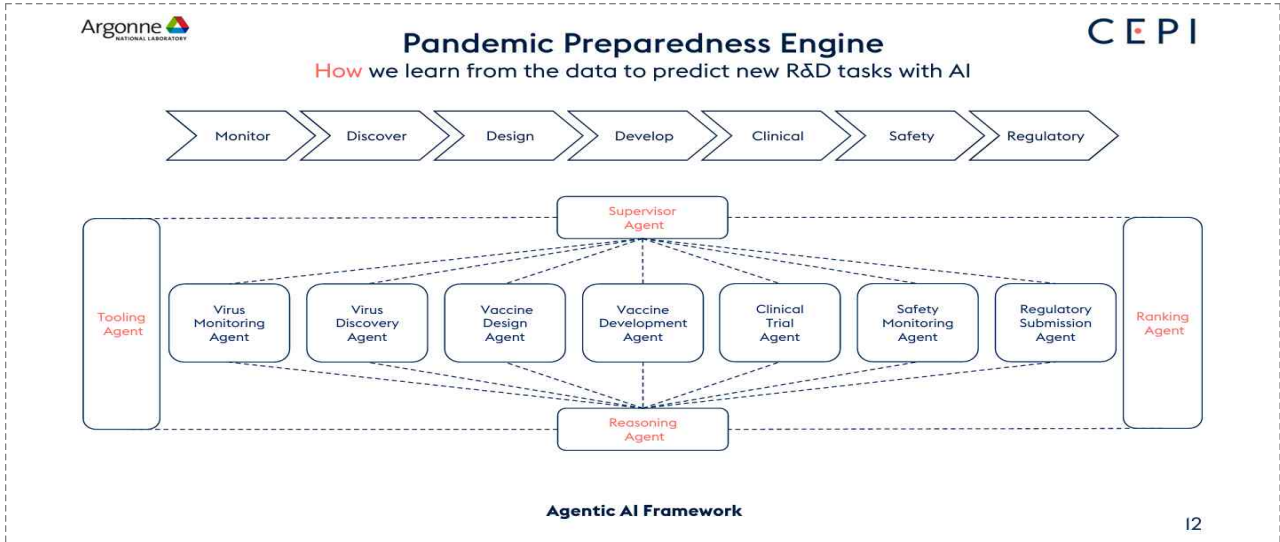 Argonne
NATIONAL LABORATORY
CEPI
Pandemic Preparedness Engine
How we learn from the data to predict new R&D tasks with AI
Monitor
Discover
Design
Develop
Clinical
Safety
Regulatory
Supervisor
Agent
Tooling
Agent
Virus
Monitoring
Agent
Virus
Discovery
Agent
Vaccine
Design
Agent
Vaccine
Development
Agent
Clinical
Trial
Agent
Safety
Monitoring
Agent
Regulatory
Submission
Agent
Ranking
Agent
Reasoning
Agent
Agentic AI Framework
12